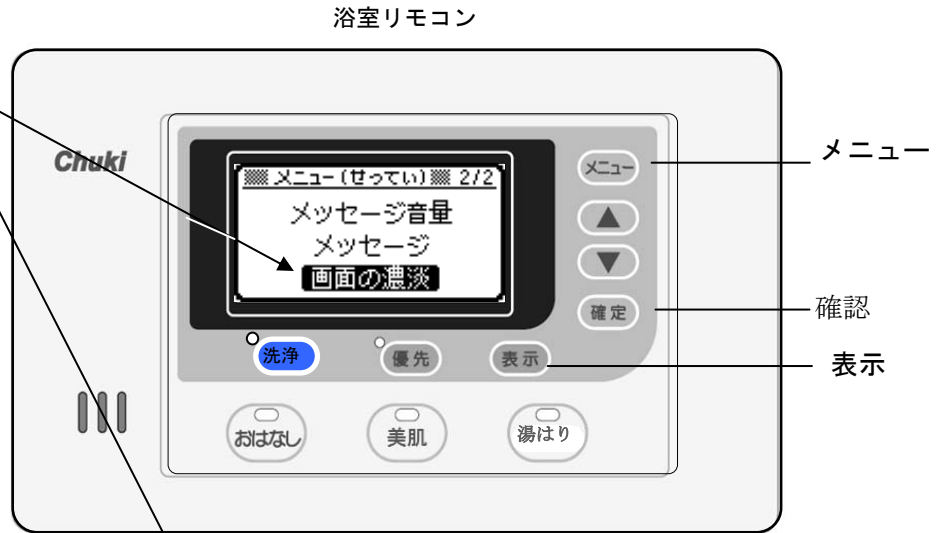 浴室リモコン
Chuki
メニュー(せってい) 2/2
メッセージ音量
メッセージ
画面の濃淡
メニュー
▲
▼
確定
メニュー
確認
表示
洗浄
優先
表示
おはなし
美肌
湯はり